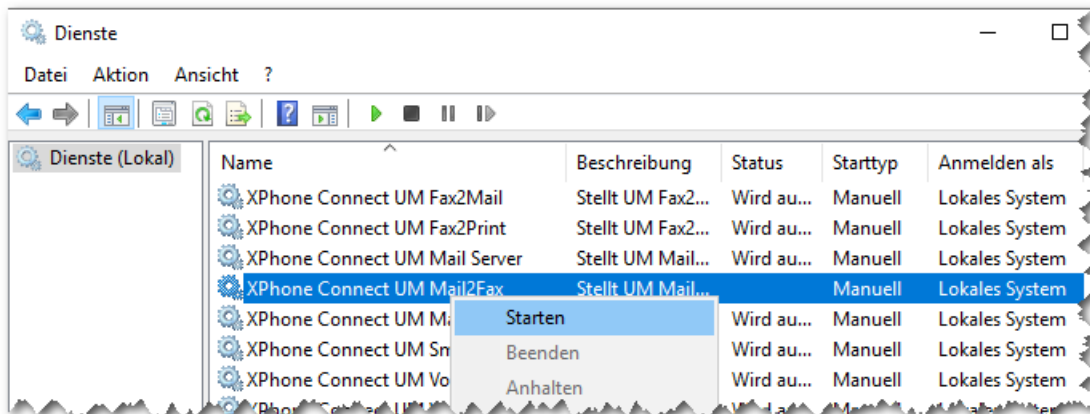 Dienste
Datei Aktion Ansicht ?
Dienste (Lokal)
Name Beschreibung Status Starttyp Anmelden als
XPhone Connect UM Fax2Mail Stellt UM Fax2... Wird au... Manuell Lokales System
XPhone Connect UM Fax2Print Stellt UM Fax2... Wird au... Manuell Lokales System
XPhone Connect UM Mail Server Stellt UM Mail... Wird au... Manuell Lokales System
XPhone Connect UM Mail2Fax Stellt UM Mail... Manuell Lokales System
XPhone Connect UM Ma Starten Wird au... Manuell Lokales System
XPhone Connect UM Sm Beenden Wird au... Manuell Lokales System
XPhone Connect UM Vo Anhalten Wird au... Manuell Lokales System